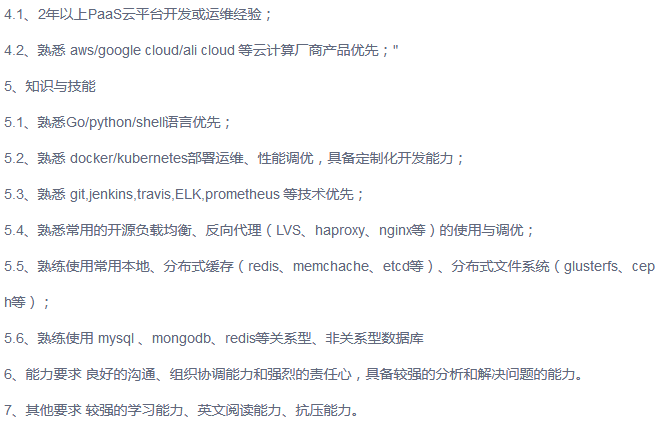 4.1、2年以上PaaS云平台开发或运维经验；
4.2、熟悉 aws/google cloud/ali cloud 等云计算厂商产品优先；"
5、知识与技能
5.1、熟悉Go/python/shell语言优先；
5.2、熟悉 docker/kubernetes部署运维、性能调优，具备定制化开发能力；
5.3、熟悉 git,jenkins,travis,ELK,prometheus 等技术优先；
5.4、熟悉常用的开源负载均衡、反向代理（LVS、haproxy、nginx等）的使用与调优；
5.5、熟练使用常用本地、分布式缓存（redis、memchache、etcd等）、分布式文件系统（glusterfs、cep
h等）；
5.6、熟练使用 mysql 、mongodb、redis等关系型、非关系型数据库
6、能力要求 良好的沟通、组织协调能力和强烈的责任心，具备较强的分析和解决问题的能力。
7、其他要求 较强的学习能力、英文阅读能力、抗压能力。